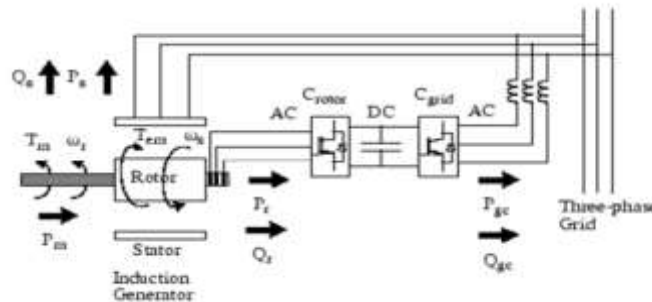 Qs Ps
Crotor Cgrid
AC DC AC
Tm ωr Tem ωs
Rotor
Pm
Pr Pgc
Three-phase
Grid
Stator
Qr Qgc
Induction
Generator